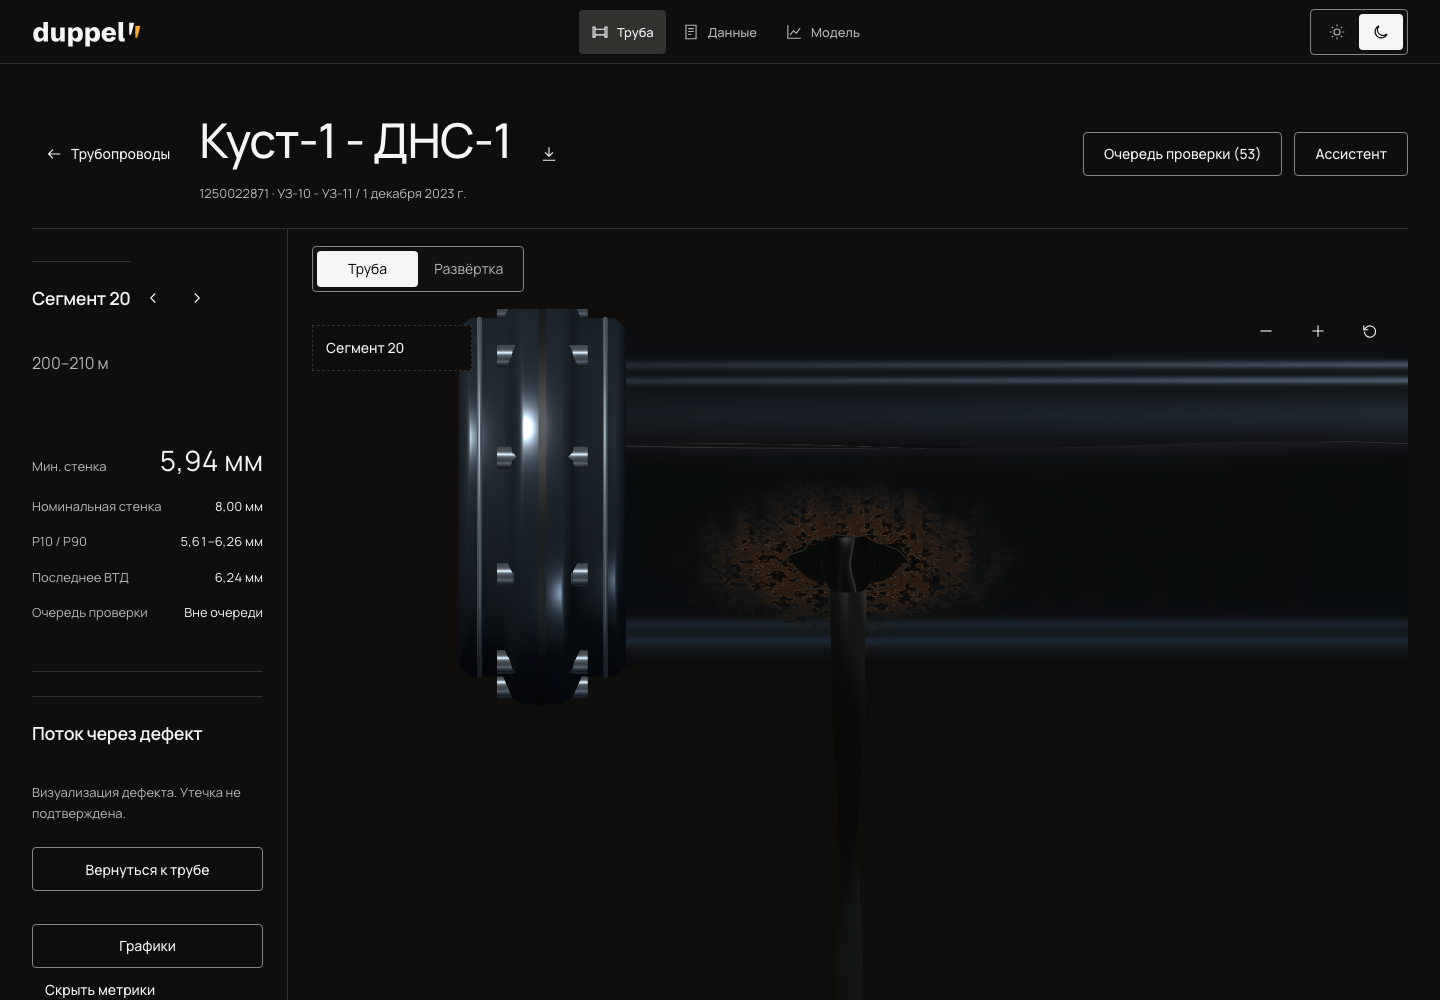 duppel
Труба
Данные
Модель
← Трубопроводы
Куст-1 - ДНС-1
1250022871 · УЗ-10 - УЗ-11 / 1 декабря 2023 г.
Очередь проверки (53)
Ассистент
Сегмент 20
200–210 м
Мин. стенка 5,94 мм
Номинальная стенка 8,00 мм
P10 / P90 5,61–6,26 мм
Последнее ВТД 6,24 мм
Очередь проверки Вне очереди
Поток через дефект
Визуализация дефекта. Утечка не
подтверждена.
Вернуться к трубе
Графики
Скрыть метрики
Труба
Развёртка
Сегмент 20